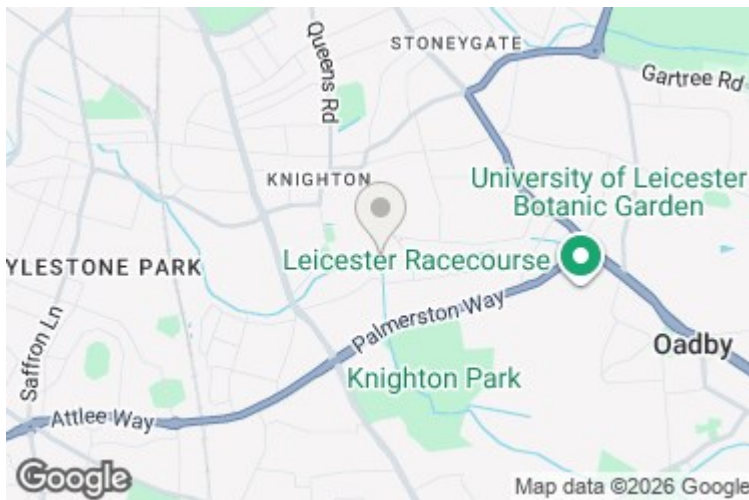 STONEYGATE
Queens Rd
Gartree Rd
KNIGHTON
University of Leicester
Botanic Garden
YLESTONE PARK
Leicester Racecourse
Saffron Ln
Palmerston Way
Oadby
Knighton Park
Attlee Way
Google
Map data ©2026 Google